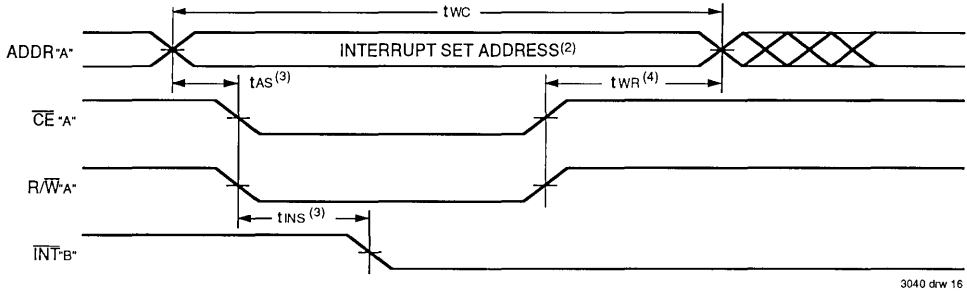 tWC
ADDR"A" INTERRUPT SET ADDRESS(2)
tAS(3) tWR(4)
CE"A"
R/W"A"
tINS(3)
INT"B"
3040 drw 16